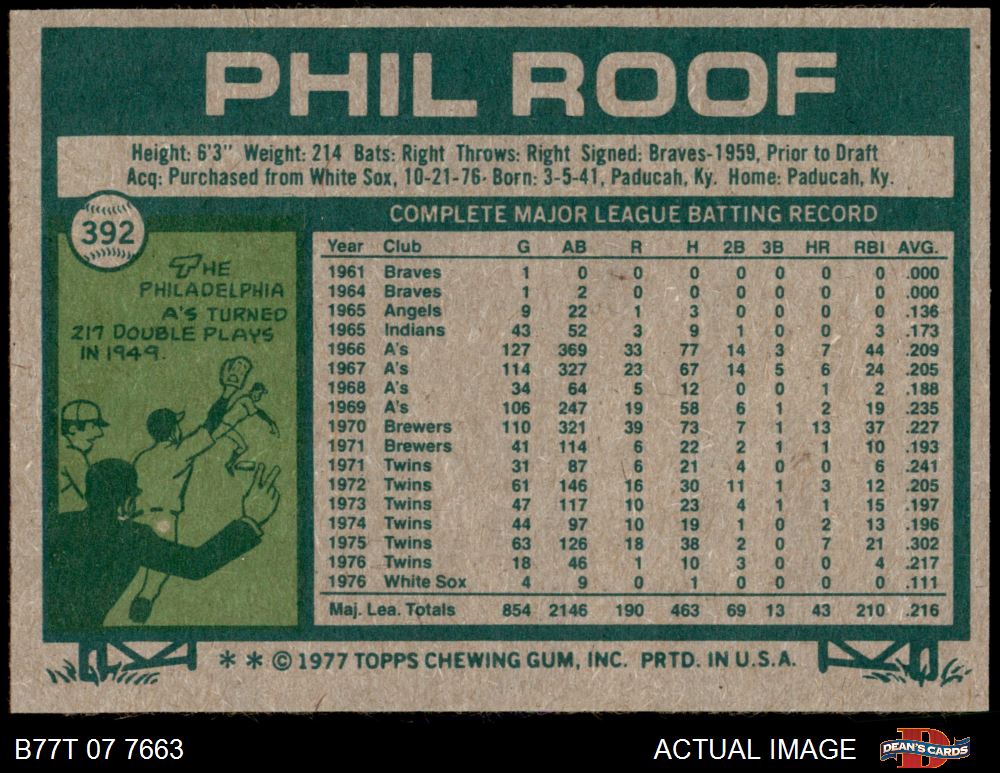 PHIL ROOF
Height: 6'3" Weight: 214 Bats: Right Throws: Right Signed: Braves-1959, Prior to Draft
Acq: Purchased from White Sox, 10-21-76- Born: 3-5-41, Paducah, Ky. Home: Paducah, Ky.
392
THE
PHILADELPHIA
A'S TURNED
217 DOUBLE PLAYS
IN 1949.
COMPLETE MAJOR LEAGUE BATTING RECORD
Year Club G AB R H 2B 3B HR RBI AVG.
1961 Braves 1 0 0 0 0 0 0 0 .000
1964 Braves 1 2 0 0 0 0 0 0 .000
1965 Angels 9 22 1 3 0 0 0 0 .136
1965 Indians 43 52 3 9 1 0 0 3 .173
1966 A's 127 369 33 77 14 3 7 44 .209
1967 A's 114 327 23 67 14 5 6 24 .205
1968 A's 34 64 5 12 0 0 1 2 .188
1969 A's 106 247 19 58 6 1 2 19 .235
1970 Brewers 110 321 39 73 7 1 13 37 .227
1971 Brewers 41 114 6 22 2 1 1 10 .193
1971 Twins 31 87 6 21 4 0 0 6 .241
1972 Twins 61 146 16 30 11 1 3 12 .205
1973 Twins 47 117 10 23 4 1 1 15 .197
1974 Twins 44 97 10 19 1 0 2 13 .196
1975 Twins 63 126 18 38 2 0 7 21 .302
1976 Twins 18 46 1 10 3 0 0 4 .217
1976 White Sox 4 9 0 1 0 0 0 0 .111
Maj. Lea. Totals 854 2146 190 463 69 13 43 210 .216
* * © 1977 TOPPS CHEWING GUM, INC. PRTD. IN U.S.A.
B77T 07 7663
ACTUAL IMAGE
DEAN'S CARDS